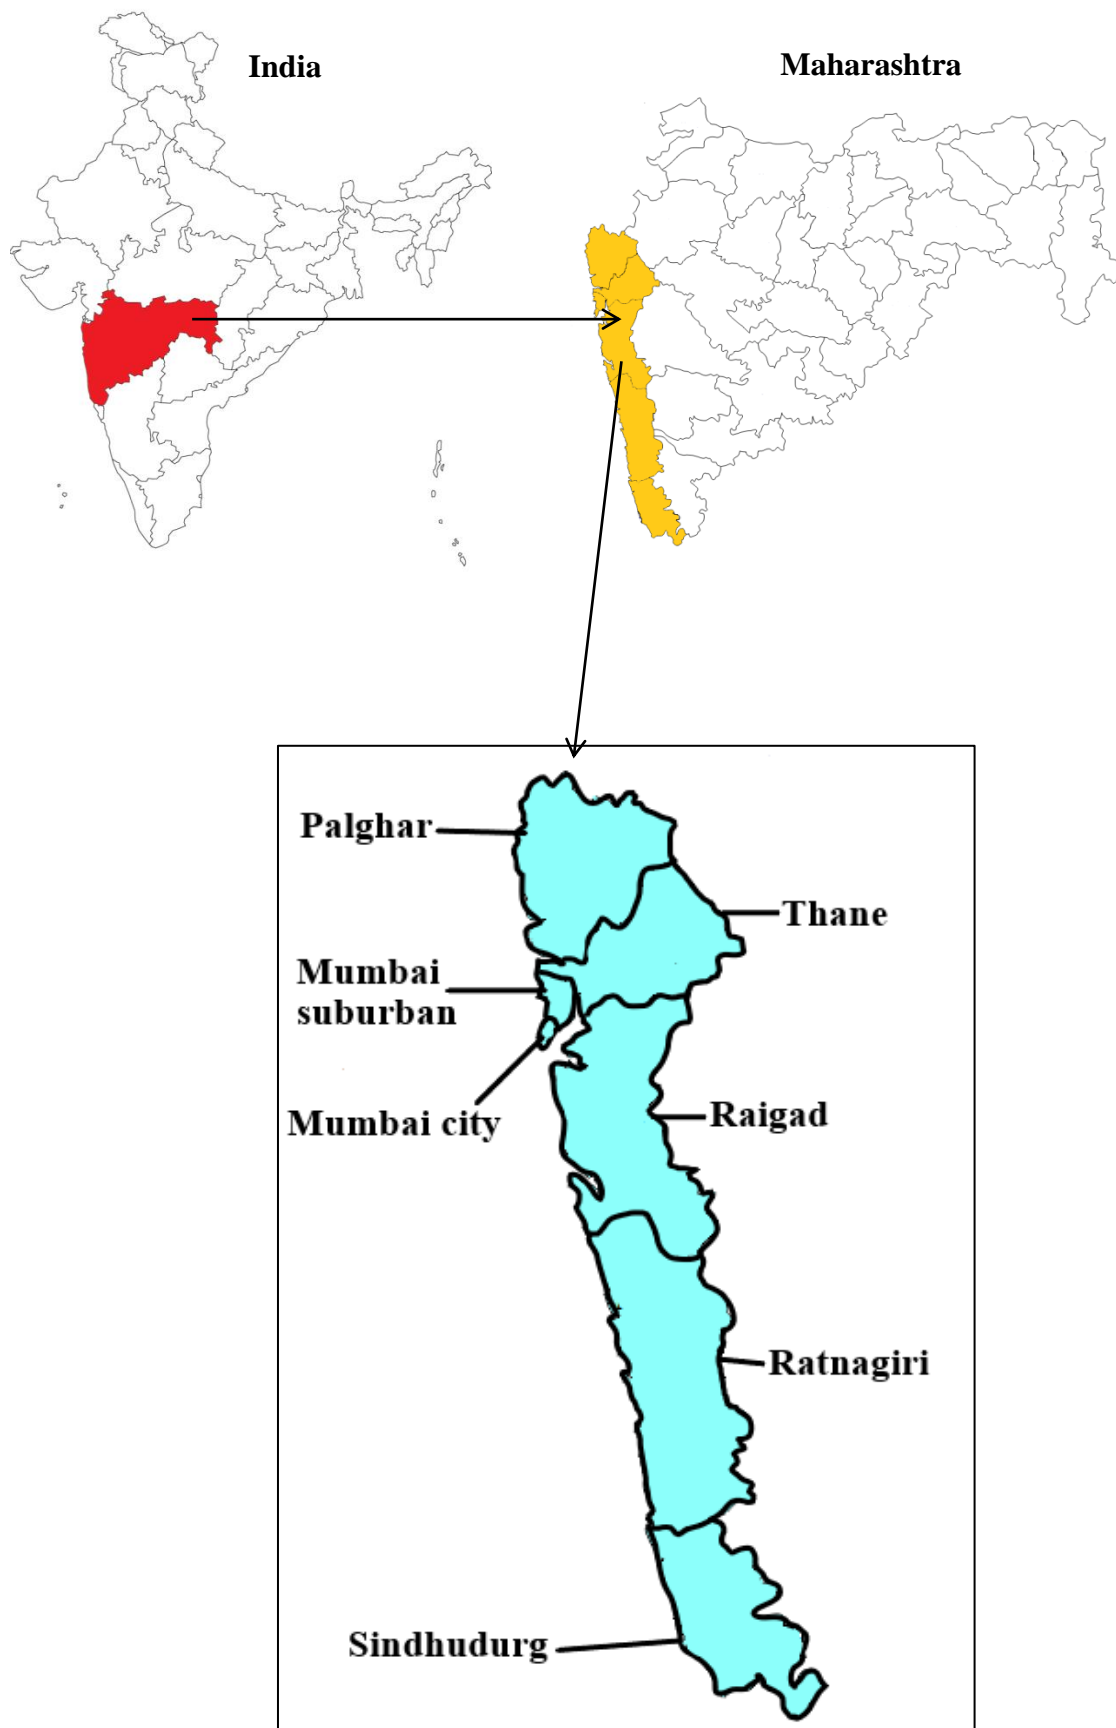 India
Maharashtra
Palghar
Thane
Mumbai
suburban
Mumbai city
Raigad
Ratnagiri
Sindhudurg